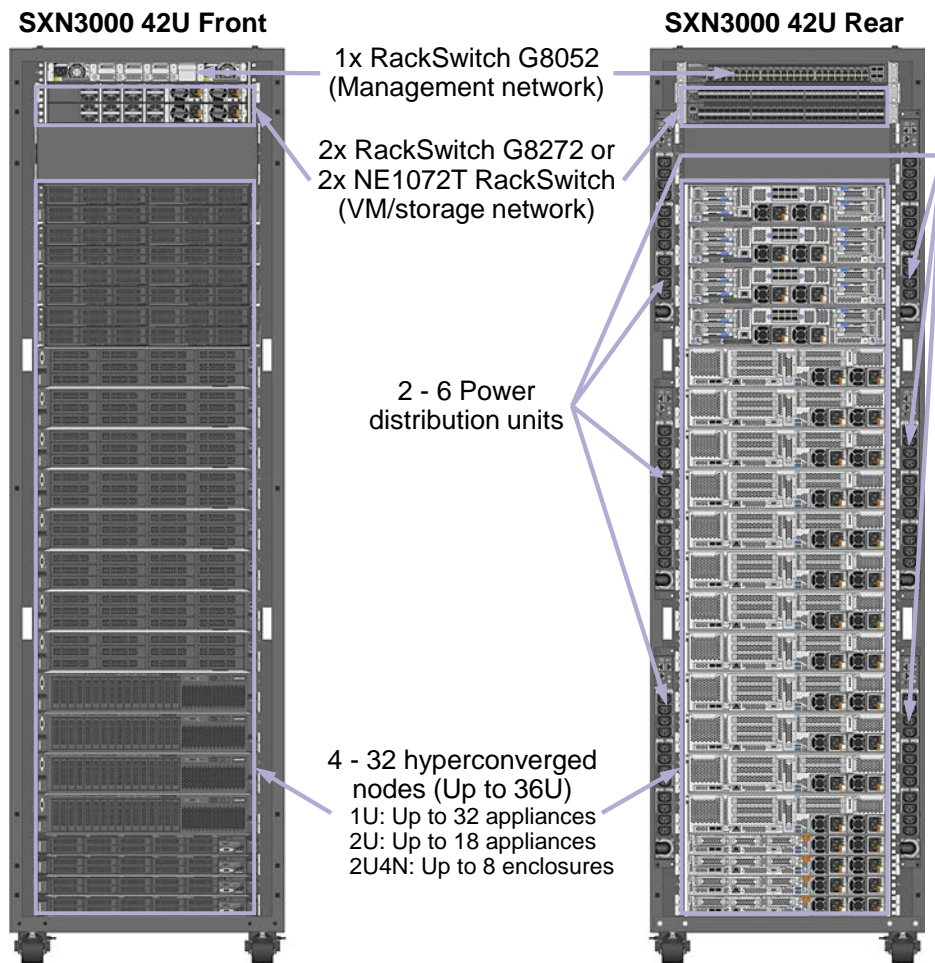 SXN3000 42U Front
SXN3000 42U Rear
1x RackSwitch G8052
(Management network)
2x RackSwitch G8272 or
2x NE1072T RackSwitch
(VM/storage network)
2 - 6 Power
distribution units
4 - 32 hyperconverged
nodes (Up to 36U)
1U: Up to 32 appliances
2U: Up to 18 appliances
2U4N: Up to 8 enclosures